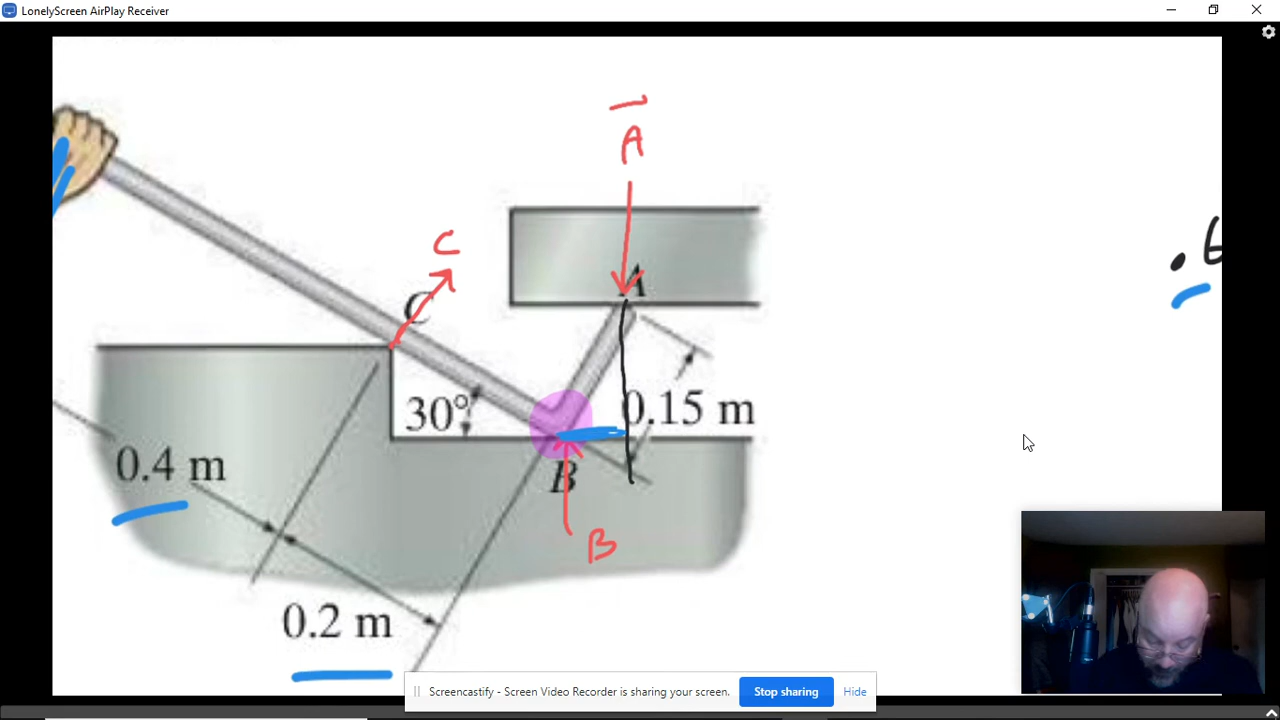 LonelyScreen AirPlay Receiver
A
C
C
A
30°
0.15 m
B
0.4 m
B
0.2 m
Screencastify - Screen Video Recorder is sharing your screen.
Stop sharing
Hide